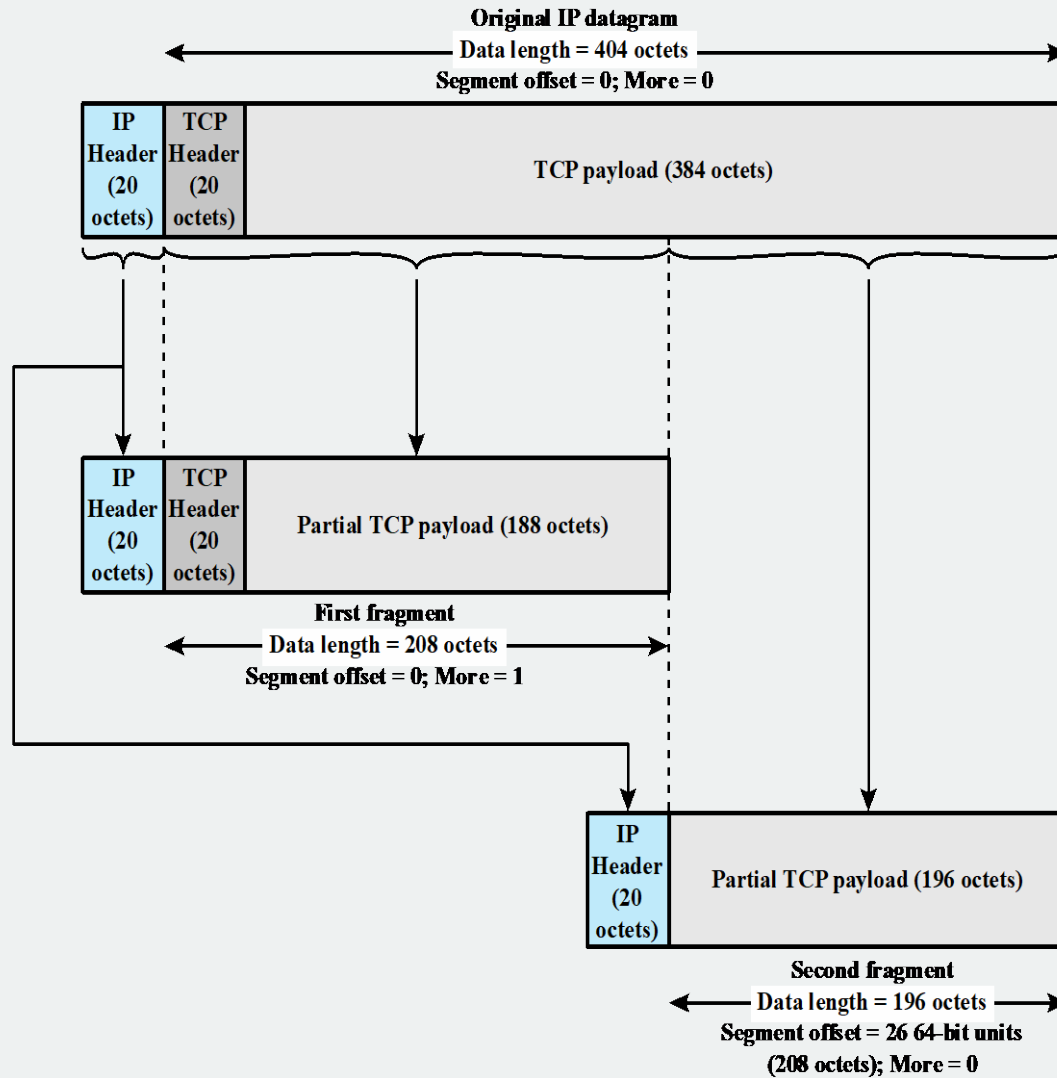 Original IP datagram
Data length = 404 octets
Segment offset = 0; More = 0
IP
Header
(20
octets)
TCP
Header
(20
octets)
TCP payload (384 octets)
IP
Header
(20
octets)
TCP
Header
(20
octets)
Partial TCP payload (188 octets)
First fragment
Data length = 208 octets
Segment offset = 0; More = 1
IP
Header
(20
octets)
Partial TCP payload (196 octets)
Second fragment
Data length = 196 octets
Segment offset = 26 64-bit units
(208 octets); More = 0